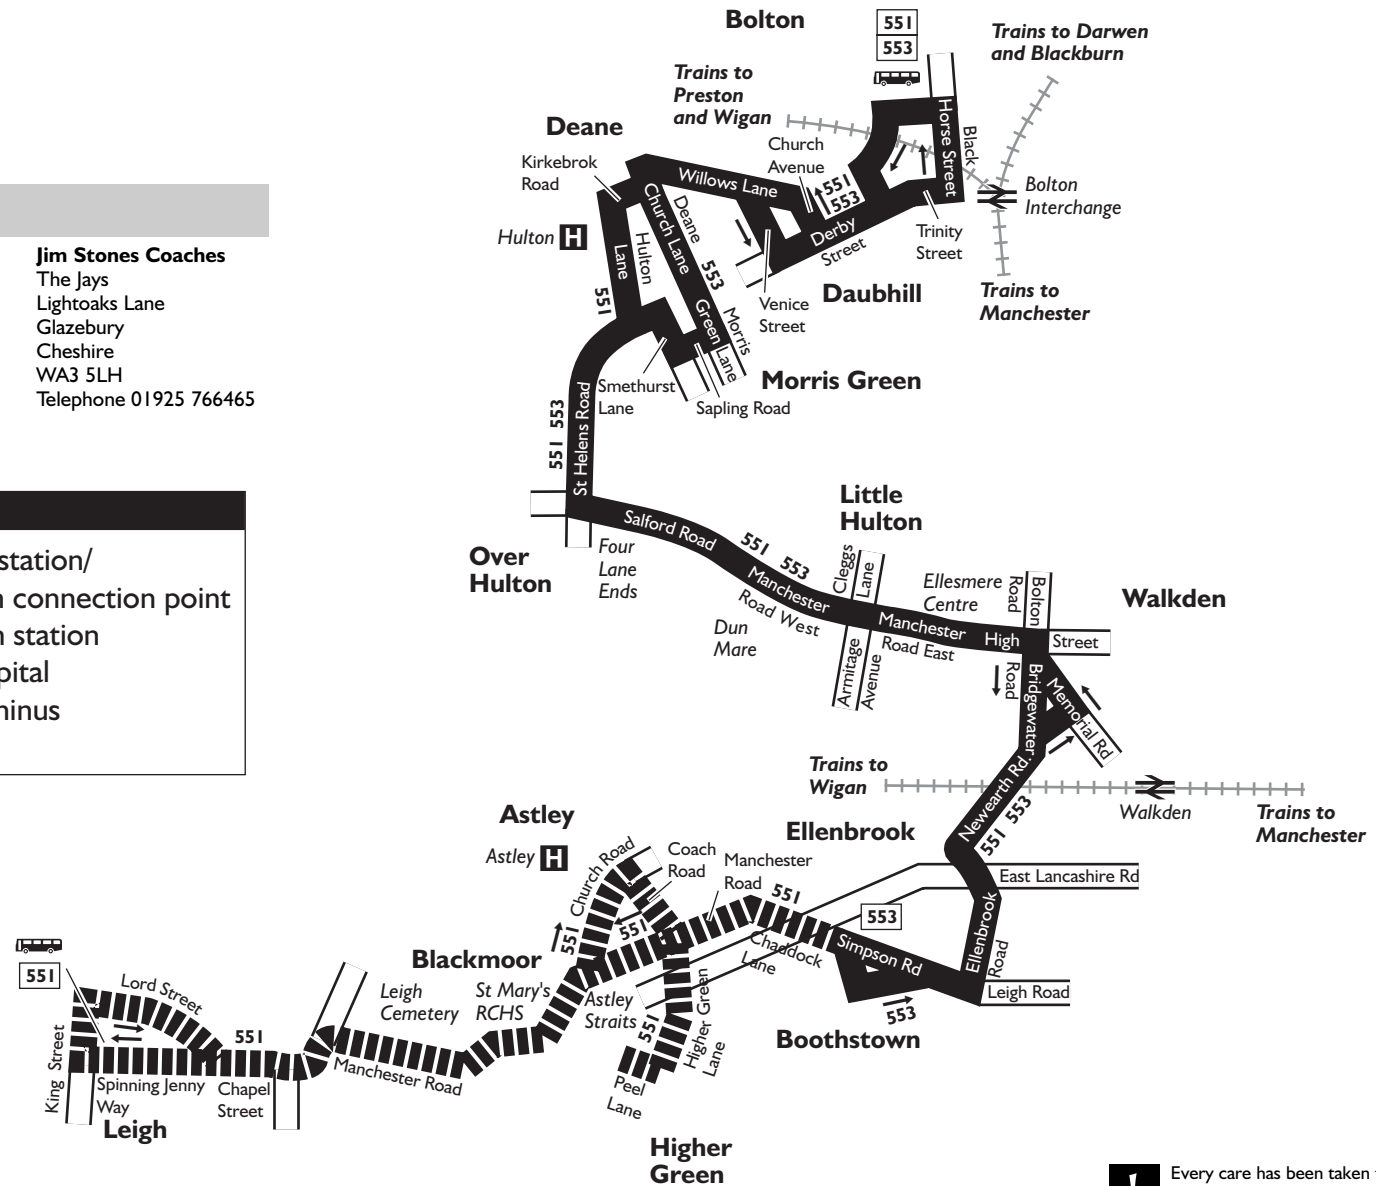 Bolton
551
553
Trains to Darwen
and Blackburn
Trains to
Preston
and Wigan
Deane
Church
Avenue
Horse Street
Black
Kirkebrok
Road
Willows Lane
551
553
Bolton
Interchange
Hulton H
Church Lane
Deane
Derby
Street
Trinity
Street
Lane
Hulton
551
553
Daubhill
Trains to
Manchester
Venice
Street
Green Lane
Morris
Morris Green
Smethurst
Lane
Sapling Road
Jim Stones Coaches
The Jays
Lightoaks Lane
Glazebury
Cheshire
WA3 5LH
Telephone 01925 766465
551 553
St Helens Road
station/
n connection point
n station
pital
ninus
Little
Hulton
Salford Road
551 553
Over
Hulton
Four
Lane
Ends
Manchester
Road West
Dun
Mare
Cleggs
Lane
Armitage
Avenue
Ellesmere
Centre
Manchester
Road East
Bolton
Road
High
Street
Walkden
Bridgewater
Road
Memorial Rd
Trains to
Wigan
Newearth Rd.
551 553
Walkden
Trains to
Manchester
Ellenbrook
East Lancashire Rd
Astley
Astley H
Church Road
Coach
Road
Manchester
Road
551
553
551
551
Chaddock
Lane
Simpson Rd
Ellenbrook
Road
Leigh Road
553
Boothstown
Blackmoor
Leigh
Cemetery
St Mary's
RCHS
Astley
Straits
551
Higher Green
Higher Green
Lane
Peel
Lane
Higher
Green
551
Lord Street
551
King Street
Spinning Jenny
Way
Chapel
Street
Manchester Road
Leigh
Every care has been taken